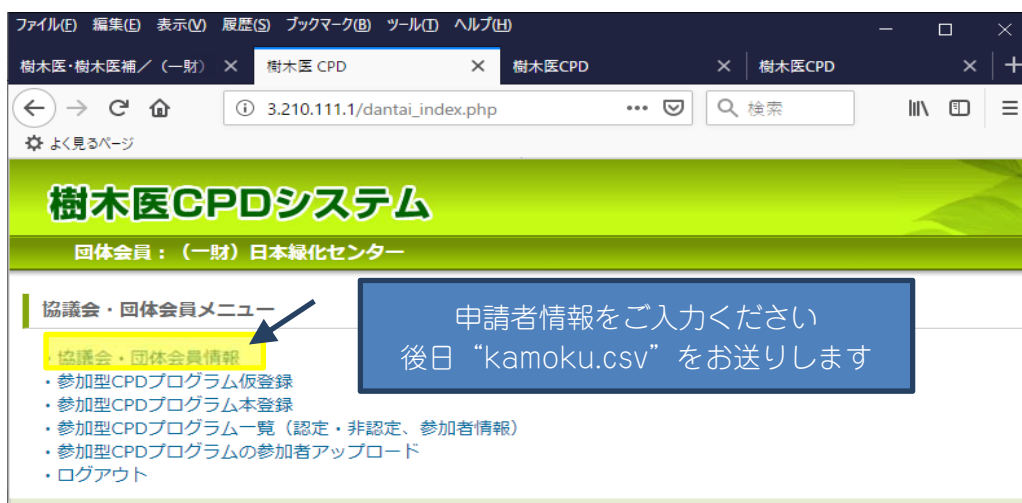 ファイル(F) 編集(E) 表示(V) 履歴(S) ブックマーク(B) ツール(T) ヘルプ(H)
樹木医・樹木医補／（一財） 樹木医 CPD 樹木医CPD 樹木医CPD
3.210.111.1/dantai_index.php 検索
よく見るページ
樹木医CPDシステム
団体会員：（一財）日本緑化センター
協議会・団体会員メニュー
申請者情報をご入力ください
後日“kamoku.csv”をお送りします
・協議会・団体会員情報
・参加型CPDプログラム仮登録
・参加型CPDプログラム本登録
・参加型CPDプログラム一覧（認定・非認定、参加者情報）
・参加型CPDプログラムの参加者アップロード
・ログアウト